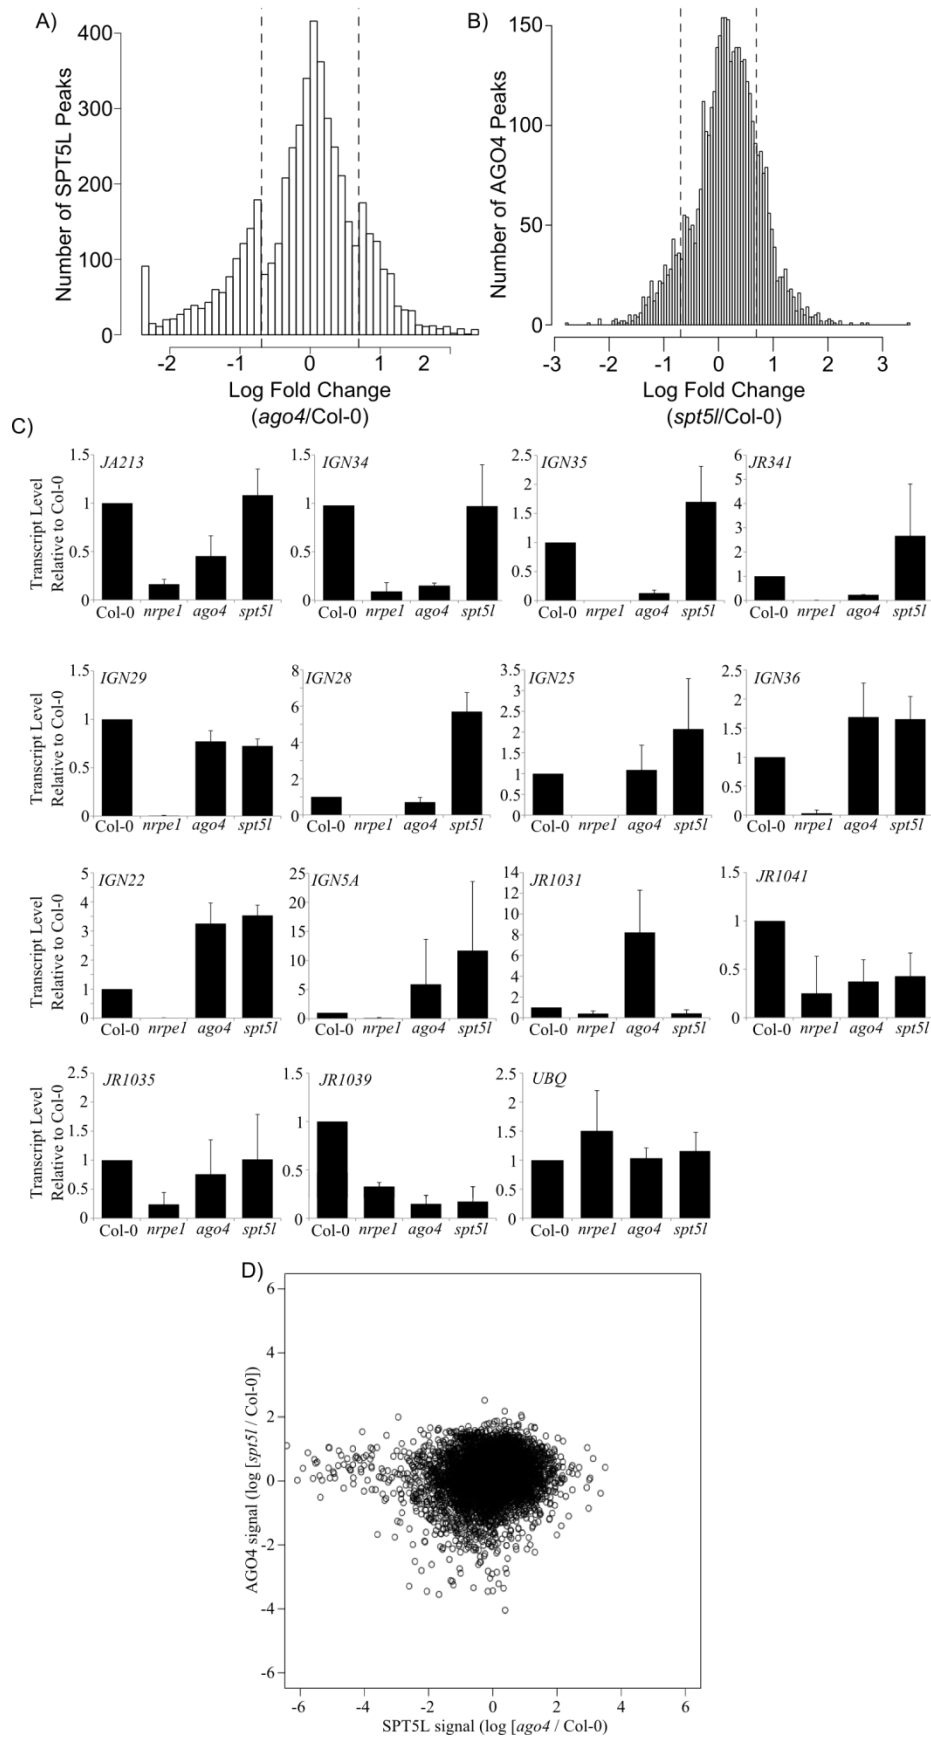 A)
Number of SPT5L Peaks
400
300
200
100
0
-2 -1 0 1 2
Log Fold Change
(ago4/Col-0)
B)
Number of AGO4 Peaks
150
100
50
0
-3 -2 -1 0 1 2 3
Log Fold Change
(spt5l/Col-0)
C)
Transcript Level
Relative to Col-0
JA213
1.5
1
0.5
0
Col-0 nrpe1 ago4 spt5l
IGN34
1.5
1
0.5
0
Col-0 nrpe1 ago4 spt5l
IGN35
2.5
2
1.5
1
0.5
0
Col-0 nrpe1 ago4 spt5l
JR341
6
5
4
3
2
1
0
Col-0 nrpe1 ago4 spt5l
Transcript Level
Relative to Col-0
IGN29
1.5
1
0.5
0
Col-0 nrpe1 ago4 spt5l
IGN28
8
6
4
2
0
Col-0 nrpe1 ago4 spt5l
IGN25
3.5
3
2.5
2
1.5
1
0.5
0
Col-0 nrpe1 ago4 spt5l
IGN36
2.5
2
1.5
1
0.5
0
Col-0 nrpe1 ago4 spt5l
Transcript Level
Relative to Col-0
IGN22
5
4
3
2
1
0
Col-0 nrpe1 ago4 spt5l
IGN5A
25
20
15
10
5
0
Col-0 nrpe1 ago4 spt5l
JR1031
14
12
10
8
6
4
2
0
Col-0 nrpe1 ago4 spt5l
JR1041
1.5
1
0.5
0
Col-0 nrpe1 ago4 spt5l
Transcript Level
Relative to Col-0
JR1035
2.5
2
1.5
1
0.5
0
Col-0 nrpe1 ago4 spt5l
JR1039
1.5
1
0.5
0
Col-0 nrpe1 ago4 spt5l
UBQ
2.5
2
1.5
1
0.5
0
Col-0 nrpe1 ago4 spt5l
D)
AGO4 signal (log [spt5l / Col-0])
6
4
2
0
-2
-4
-6
-6 -4 -2 0 2 4 6
SPT5L signal (log [ago4 / Col-0)